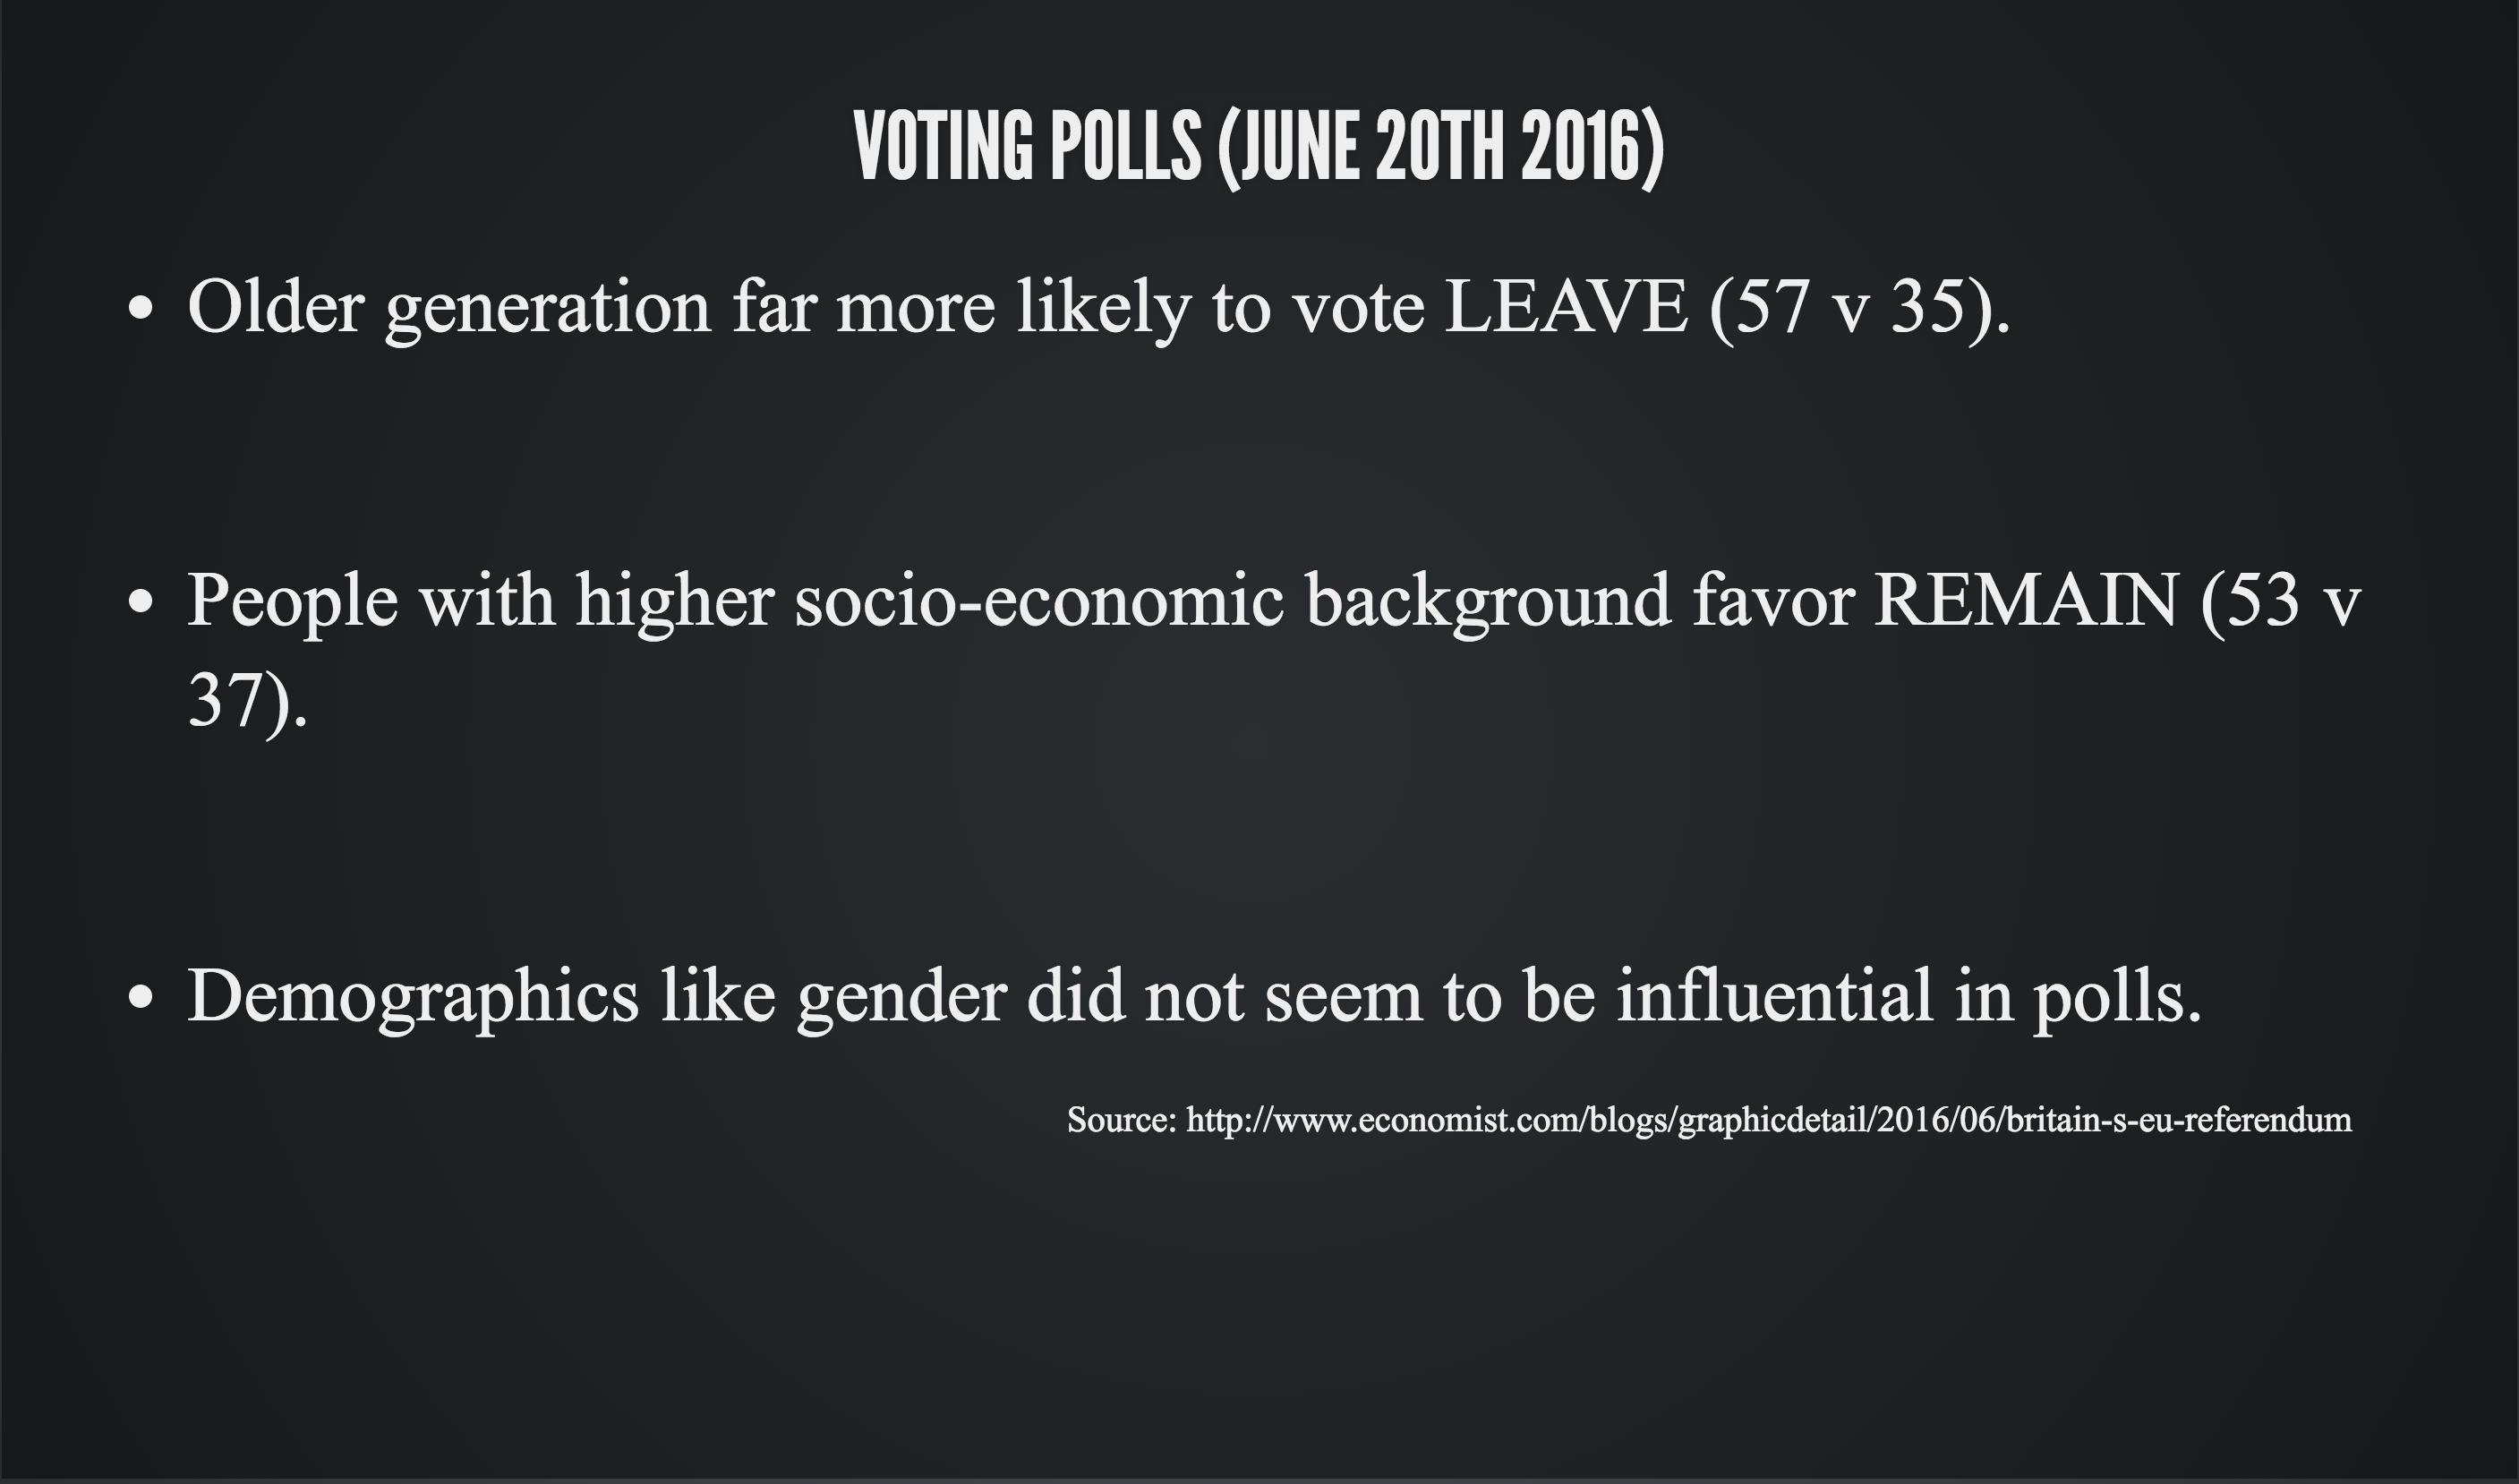 VOTING POLLS (JUNE 20TH 2016)
• Older generation far more likely to vote LEAVE (57 v 35).
• People with higher socio-economic background favor REMAIN (53 v
37).
• Demographics like gender did not seem to be influential in polls.
Source: http://www.economist.com/blogs/graphicdetail/2016/06/britain-s-eu-referendum